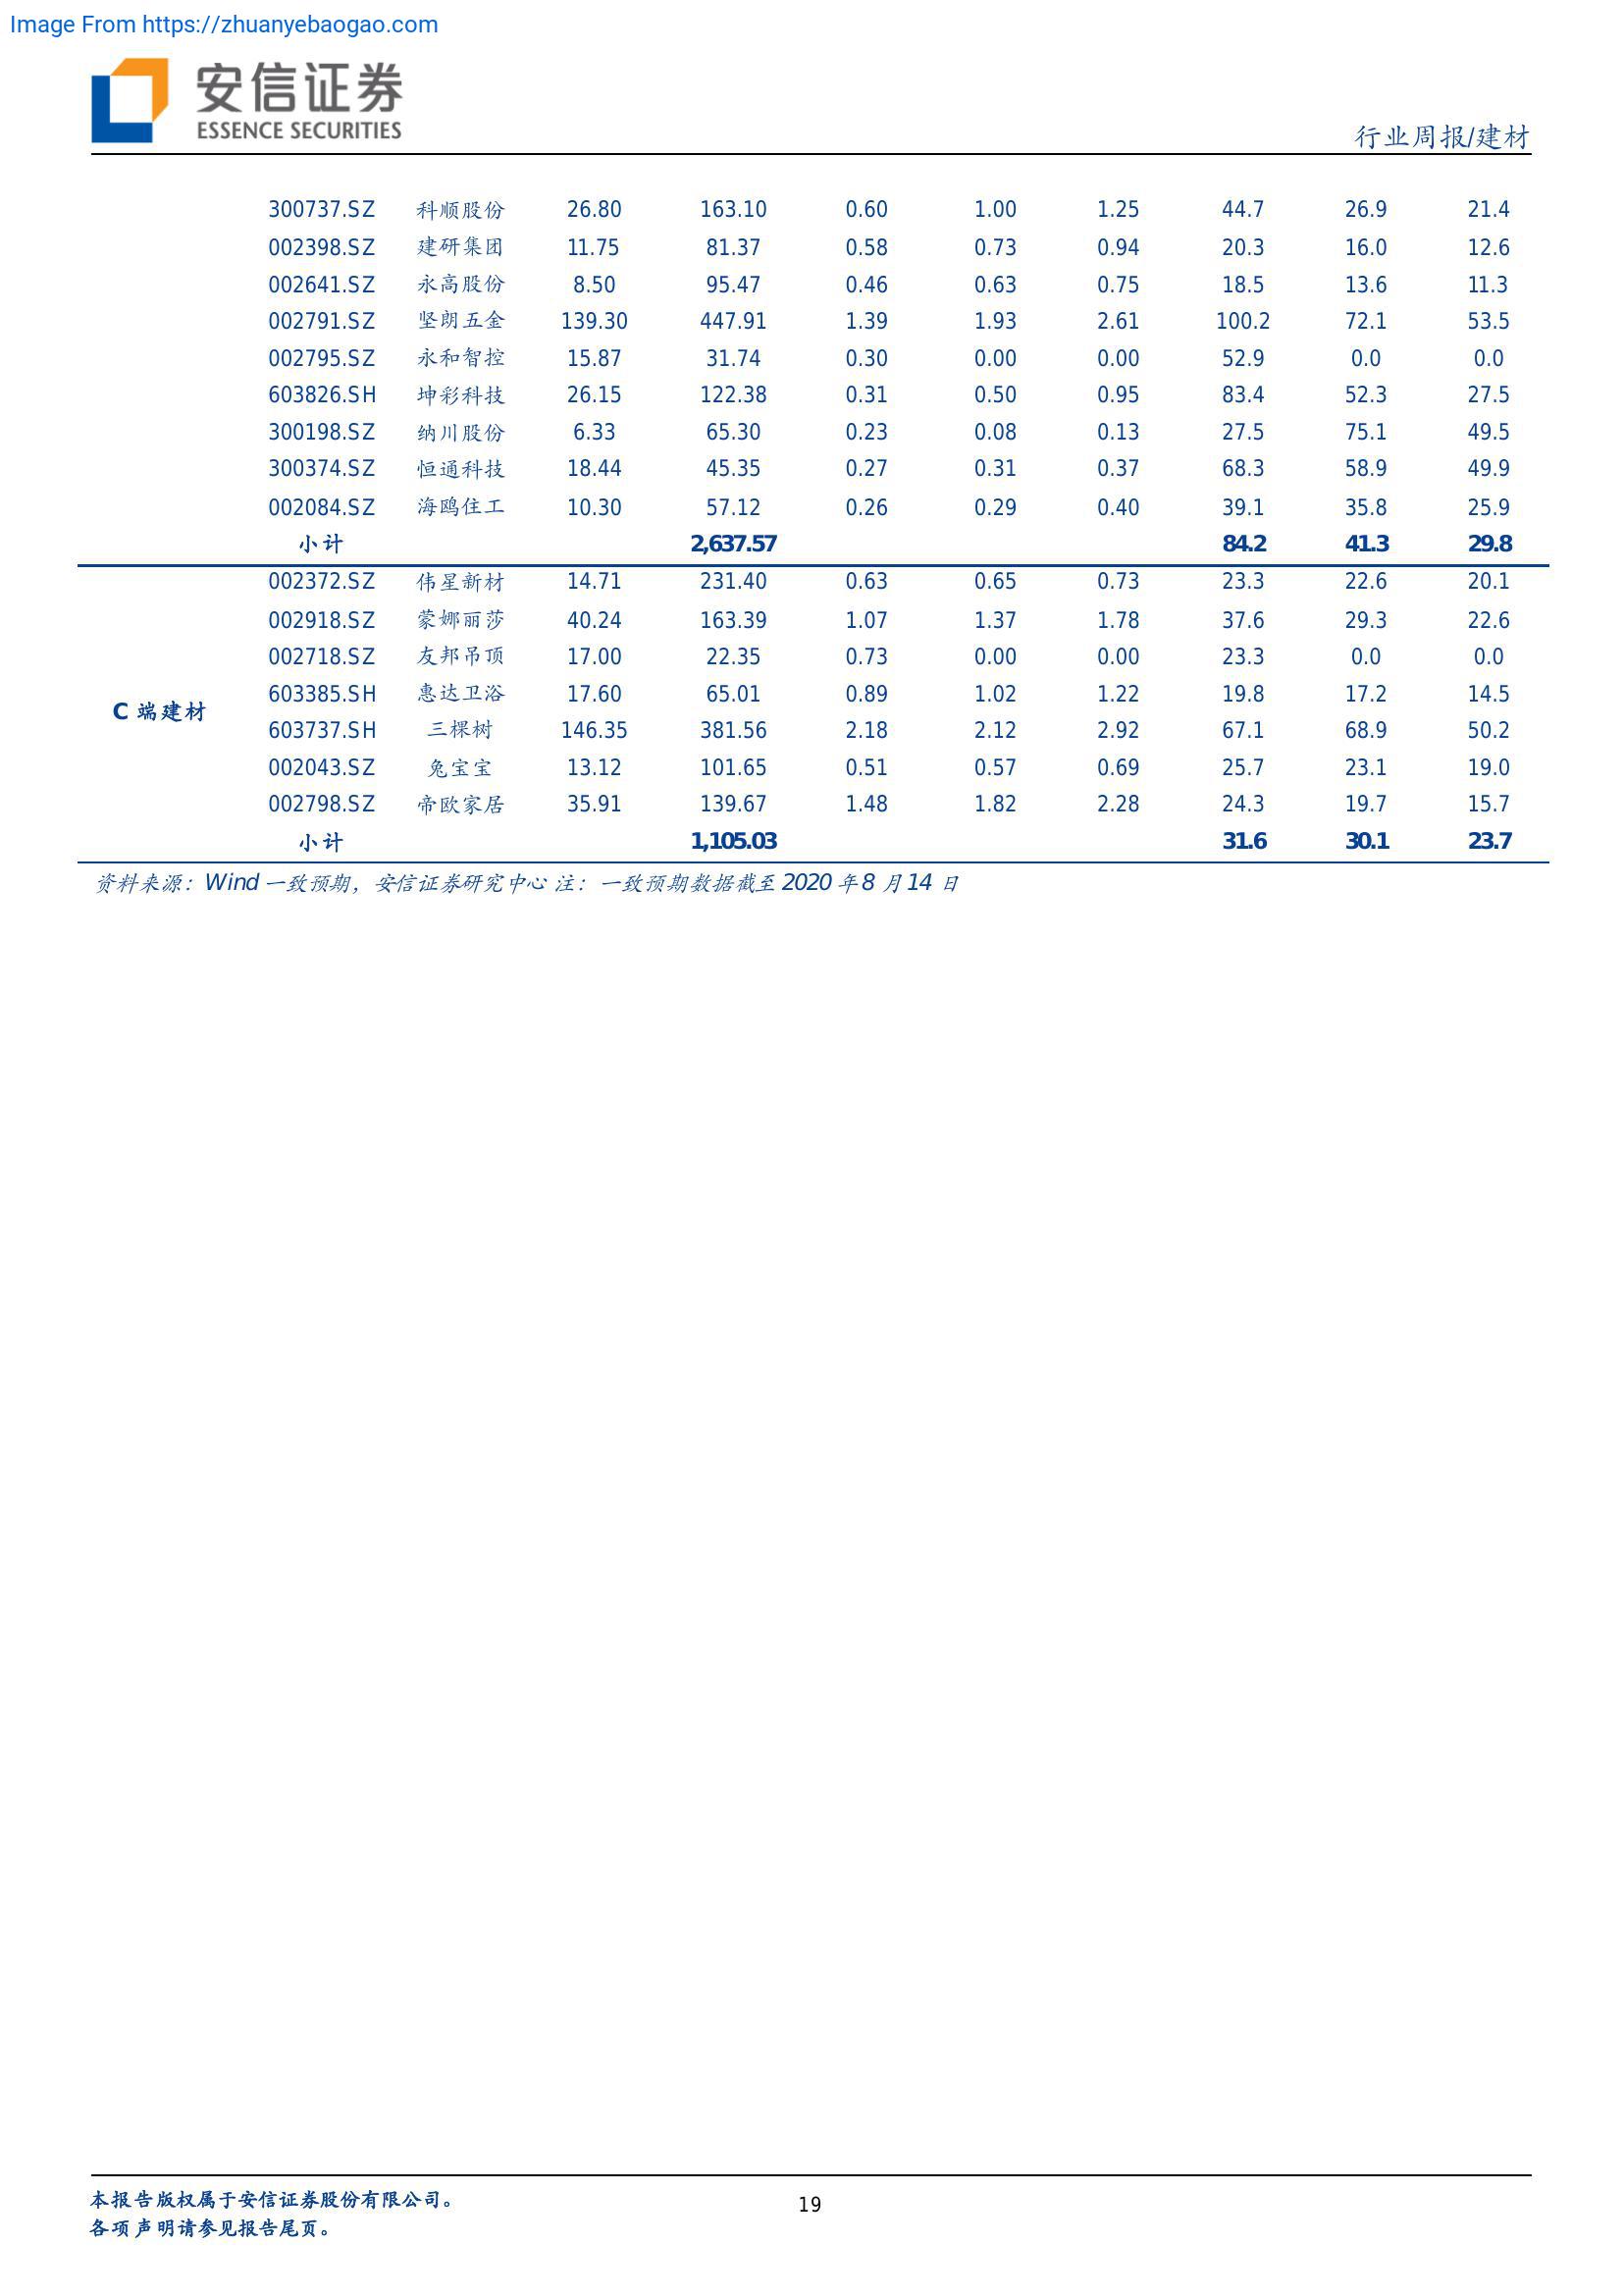 Image From https://zhuanyebaogao.com
安信证券
ESSENCE SECURITIES
行业周报/建材
300737.SZ 科顺股份 26.80 163.10 0.60 1.00 1.25 44.7 26.9 21.4
002398.SZ 建研集团 11.75 81.37 0.58 0.73 0.94 20.3 16.0 12.6
002641.SZ 永高股份 8.50 95.47 0.46 0.63 0.75 18.5 13.6 11.3
002791.SZ 坚朗五金 139.30 447.91 1.39 1.93 2.61 100.2 72.1 53.5
002795.SZ 永和智控 15.87 31.74 0.30 0.00 0.00 52.9 0.0 0.0
603826.SH 坤彩科技 26.15 122.38 0.31 0.50 0.95 83.4 52.3 27.5
300198.SZ 纳川股份 6.33 65.30 0.23 0.08 0.13 27.5 75.1 49.5
300374.SZ 恒通科技 18.44 45.35 0.27 0.31 0.37 68.3 58.9 49.9
002084.SZ 海鸥住工 10.30 57.12 0.26 0.29 0.40 39.1 35.8 25.9
小计 2,637.57 84.2 41.3 29.8
002372.SZ 伟星新材 14.71 231.40 0.63 0.65 0.73 23.3 22.6 20.1
002918.SZ 蒙娜丽莎 40.24 163.39 1.07 1.37 1.78 37.6 29.3 22.6
002718.SZ 友邦吊顶 17.00 22.35 0.73 0.00 0.00 23.3 0.0 0.0
603385.SH 惠达卫浴 17.60 65.01 0.89 1.02 1.22 19.8 17.2 14.5
C 端建材
603737.SH 三棵树 146.35 381.56 2.18 2.12 2.92 67.1 68.9 50.2
002043.SZ 兔宝宝 13.12 101.65 0.51 0.57 0.69 25.7 23.1 19.0
002798.SZ 帝欧家居 35.91 139.67 1.48 1.82 2.28 24.3 19.7 15.7
小计 1,105.03 31.6 30.1 23.7
资料来源：Wind 一致预期，安信证券研究中心 注：一致预期数据截至 2020 年 8 月 14 日
本报告版权属于安信证券股份有限公司。
19
各项声明请参见报告尾页。